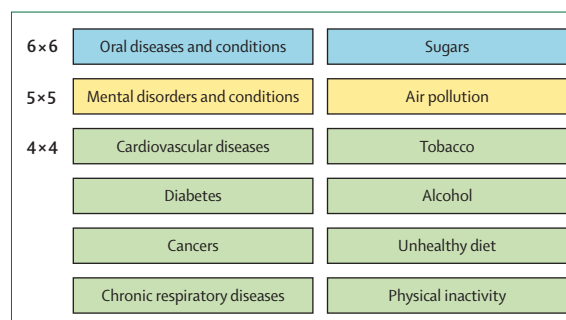 6×6 Oral diseases and conditions Sugars
5×5 Mental disorders and conditions Air pollution
4×4 Cardiovascular diseases Tobacco
Diabetes Alcohol
Cancers Unhealthy diet
Chronic respiratory diseases Physical inactivity